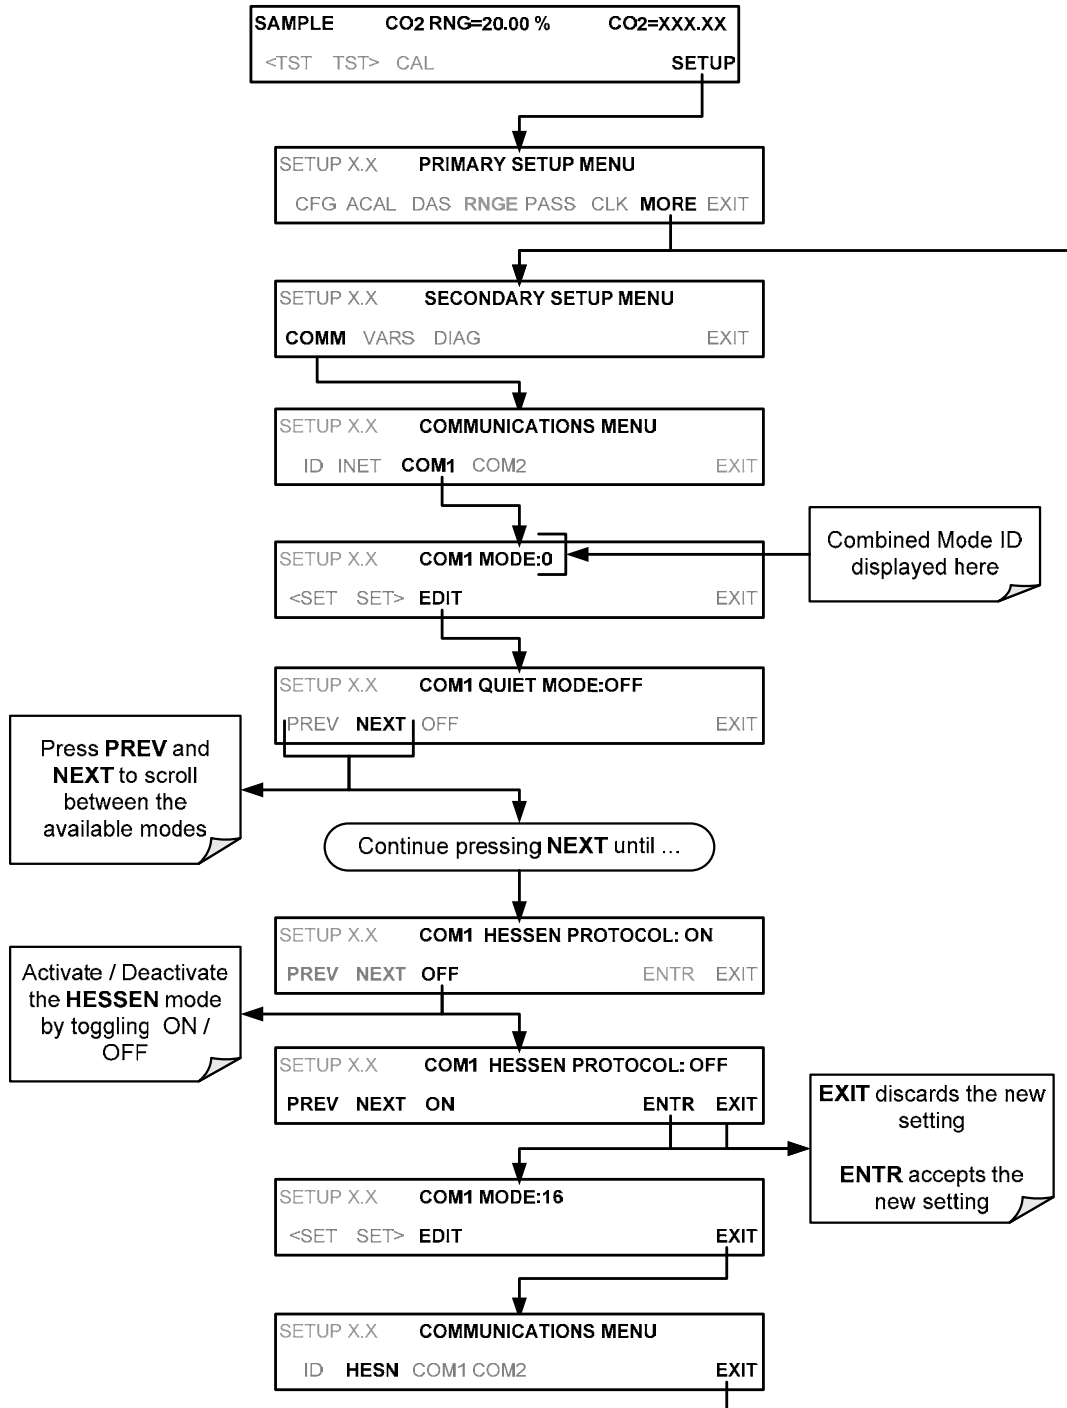 SAMPLE CO2 RNG=20.00 % CO2=XXX.XX
<TST TST> CAL SETUP
SETUP X.X PRIMARY SETUP MENU
CFG ACAL DAS RNGE PASS CLK MORE EXIT
SETUP X.X SECONDARY SETUP MENU
COMM VARS DIAG EXIT
SETUP X.X COMMUNICATIONS MENU
ID INET COM1 COM2 EXIT
SETUP X.X COM1 MODE:0
<SET SET> EDIT EXIT
Combined Mode ID
displayed here
SETUP X.X COM1 QUIET MODE:OFF
PREV NEXT OFF EXIT
Press PREV and
NEXT to scroll
between the
available modes
Continue pressing NEXT until ...
SETUP X.X COM1 HESSEN PROTOCOL: ON
PREV NEXT OFF ENTR EXIT
Activate / Deactivate
the HESSEN mode
by toggling ON /
OFF
SETUP X.X COM1 HESSEN PROTOCOL: OFF
PREV NEXT ON ENTR EXIT
EXIT discards the new
setting
ENTR accepts the
new setting
SETUP X.X COM1 MODE:16
<SET SET> EDIT EXIT
SETUP X.X COMMUNICATIONS MENU
ID HESN COM1 COM2 EXIT